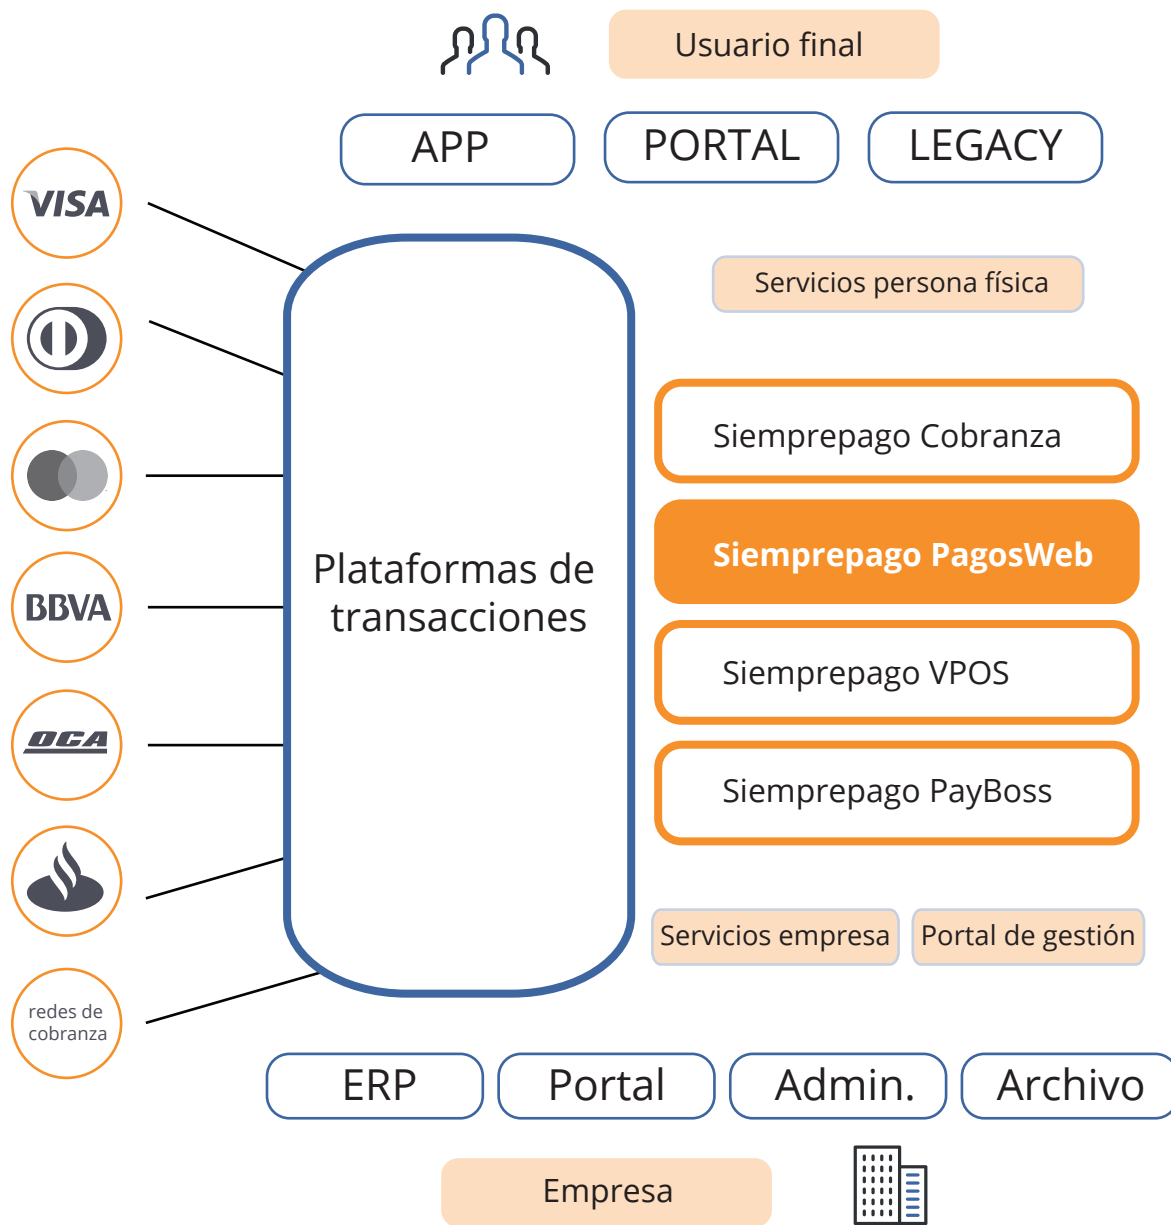 Usuario final
APP
PORTAL
LEGACY
VISA
Servicios persona física
Siemprepago Cobranza
Siemprepago PagosWeb
Plataformas de
transacciones
BBVA
Siemprepago VPOS
OCA
Siemprepago PayBoss
Servicios empresa
Portal de gestión
redes de
cobranza
ERP
Portal
Admin.
Archivo
Empresa